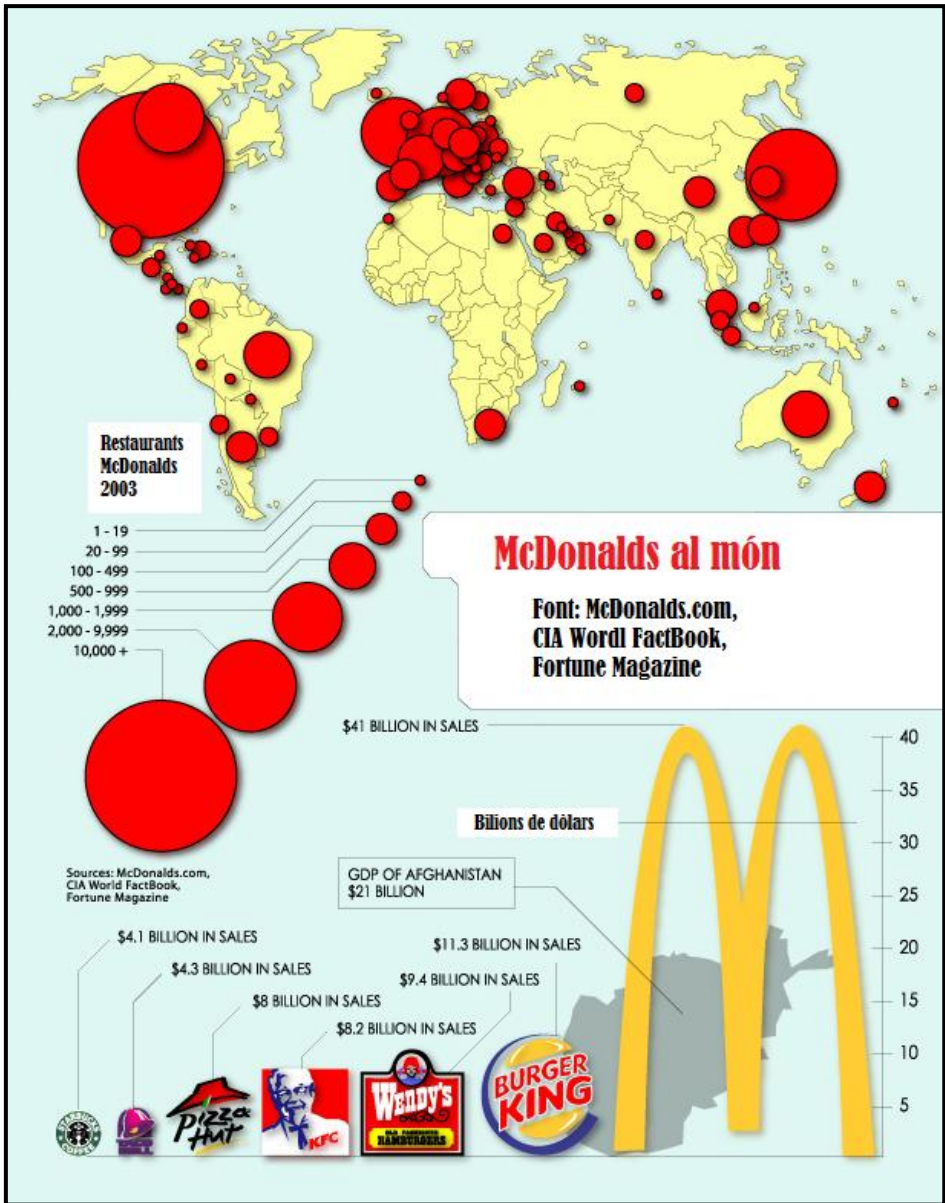 Restaurants
McDonalds
2003
1 - 19
20 - 99
100 - 499
500 - 999
1,000 - 1,999
2,000 - 9,999
10,000 +
McDonalds al món
Font: McDonalds.com,
CIA Wordl FactBook,
Fortune Magazine
$41 BILLION IN SALES
40
35
Bilions de dòlars
30
Sources: McDonalds.com,
CIA World FactBook,
Fortune Magazine
GDP OF AFGHANISTAN
$21 BILLION
25
$4.1 BILLION IN SALES
$11.3 BILLION IN SALES
20
$4.3 BILLION IN SALES
$9.4 BILLION IN SALES
$8 BILLION IN SALES
15
$8.2 BILLION IN SALES
10
5
Pizza
Hut
KFC
WENDY'S
OLD FASHIONED
HAMBURGERS
BURGER
KING